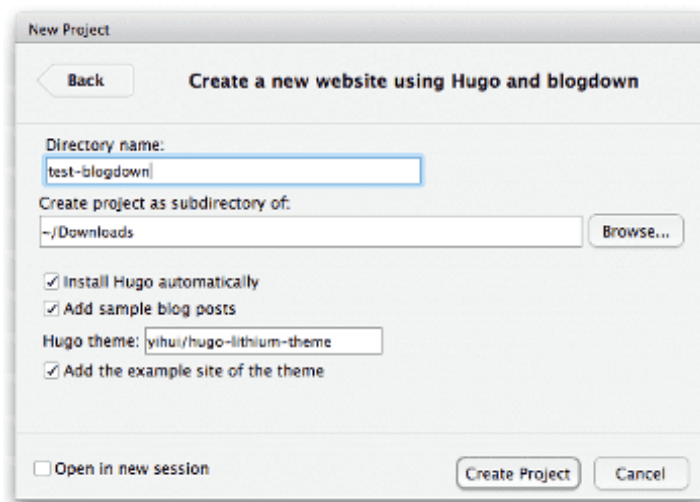 New Project
Back
Create a new website using Hugo and blogdown
Directory name:
test-blogdown
Create project as subdirectory of:
~/Downloads
Browse...
Install Hugo automatically
Add sample blog posts
Hugo theme: yihui/hugo-lithium-theme
Add the example site of the theme
Open in new session
Create Project
Cancel